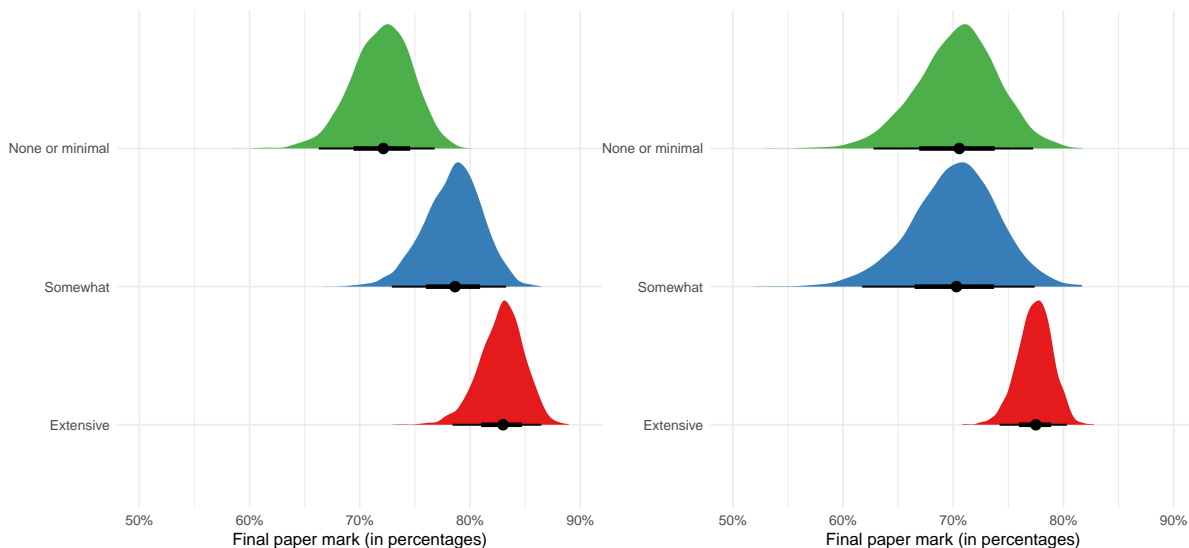 None or minimal
Somewhat
Extensive
50% 60% 70% 80% 90%
Final paper mark (in percentages)
None or minimal
Somewhat
Extensive
50% 60% 70% 80% 90%
Final paper mark (in percentages)